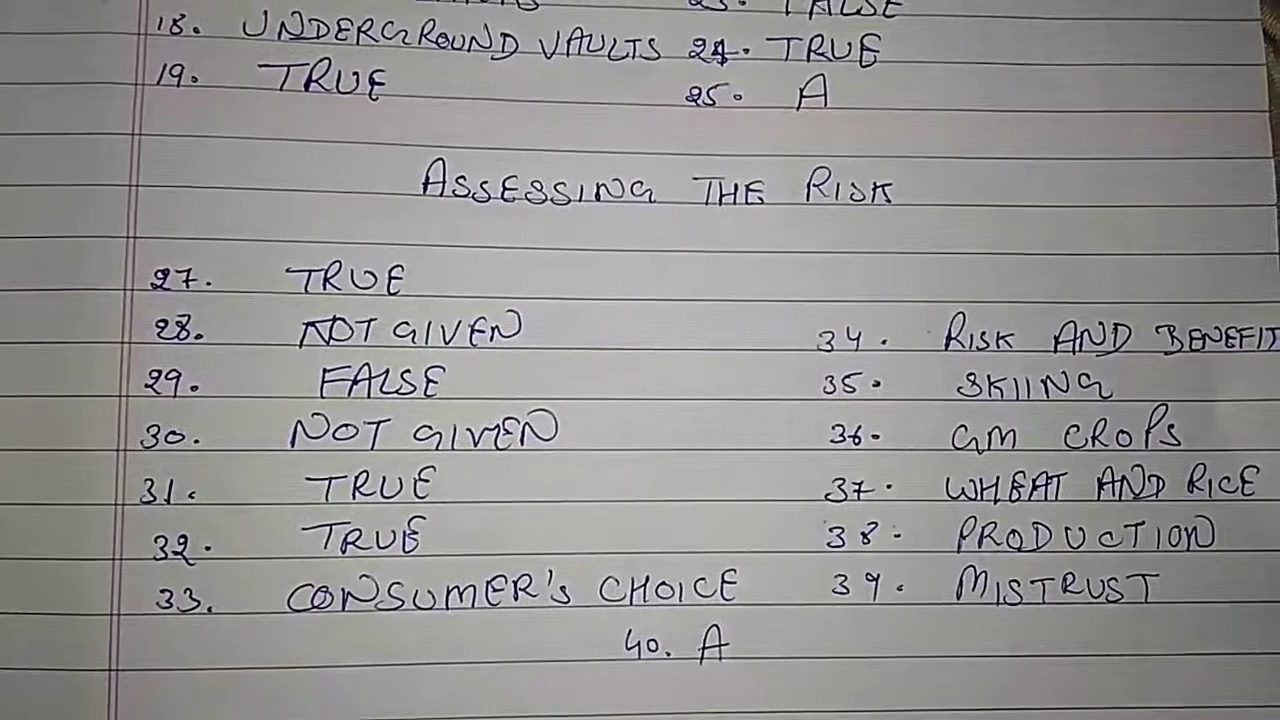 23. FALSE
18. UNDERGROUND VAULTS 24. TRUE
19. TRUE 25. A
ASSESSING THE RISK
27. TRUE
28. NOT GIVEN 34. RISK AND BENEFIT
29. FALSE 35. SKIING
30. NOT GIVEN 36. GM CROPS
31. TRUE 37. WHEAT AND RICE
32. TRUE 38. PRODUCTION
33. CONSUMER'S CHOICE 39. MISTRUST
40. A